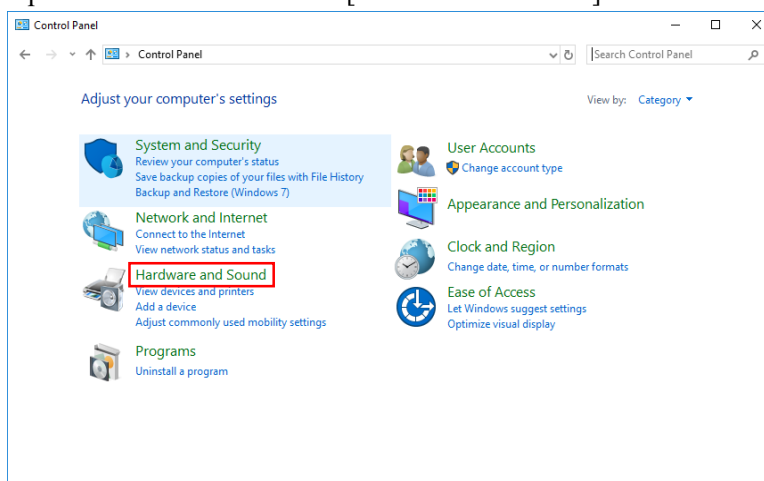 Control Panel
Control Panel
Search Control Panel
Adjust your computer's settings
View by: Category
System and Security
Review your computer's status
Save backup copies of your files with File History
Backup and Restore (Windows 7)
Network and Internet
Connect to the Internet
View network status and tasks
Hardware and Sound
View devices and printers
Add a device
Adjust commonly used mobility settings
Programs
Uninstall a program
User Accounts
Change account type
Appearance and Personalization
Clock and Region
Change date, time, or number formats
Ease of Access
Let Windows suggest settings
Optimize visual display